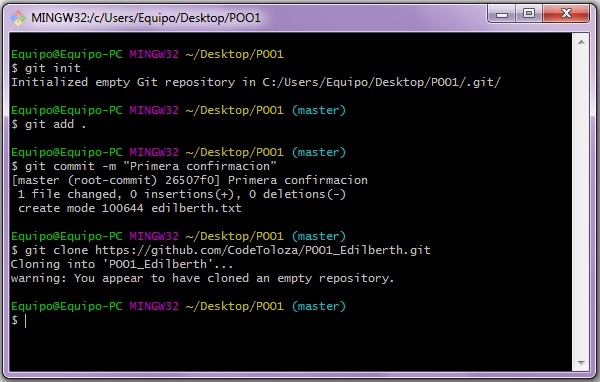 MINGW32:/c/Users/Equipo/Desktop/POO1
Equipo@Equipo-PC MINGW32 ~/Desktop/POO1
$ git init
Initialized empty Git repository in C:/Users/Equipo/Desktop/POO1/.git/
Equipo@Equipo-PC MINGW32 ~/Desktop/POO1 (master)
$ git add .
Equipo@Equipo-PC MINGW32 ~/Desktop/POO1 (master)
$ git commit -m "Primera confirmacion"
[master (root-commit) 26507f0] Primera confirmacion
1 file changed, 0 insertions(+), 0 deletions(-)
create mode 100644 edilberth.txt
Equipo@Equipo-PC MINGW32 ~/Desktop/POO1 (master)
$ git clone https://github.com/CodeToloza/POO1_Edilberth.git
Cloning into 'POO1_Edilberth'...
warning: You appear to have cloned an empty repository.
Equipo@Equipo-PC MINGW32 ~/Desktop/POO1 (master)
$